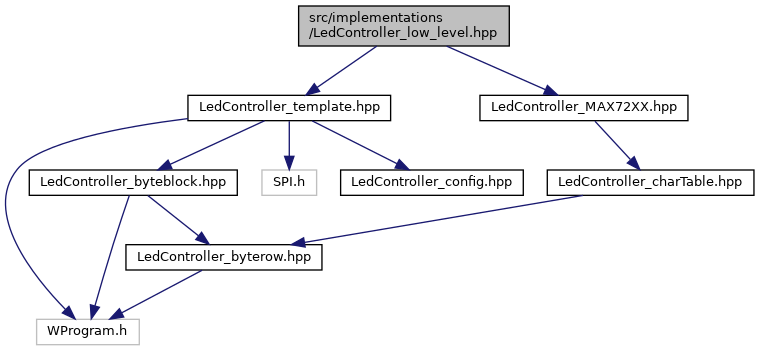 src/implementations
/LedController_low_level.hpp
LedController_template.hpp
LedController_MAX72XX.hpp
LedController_byteblock.hpp
SPI.h
LedController_config.hpp
LedController_charTable.hpp
LedController_byterow.hpp
WProgram.h